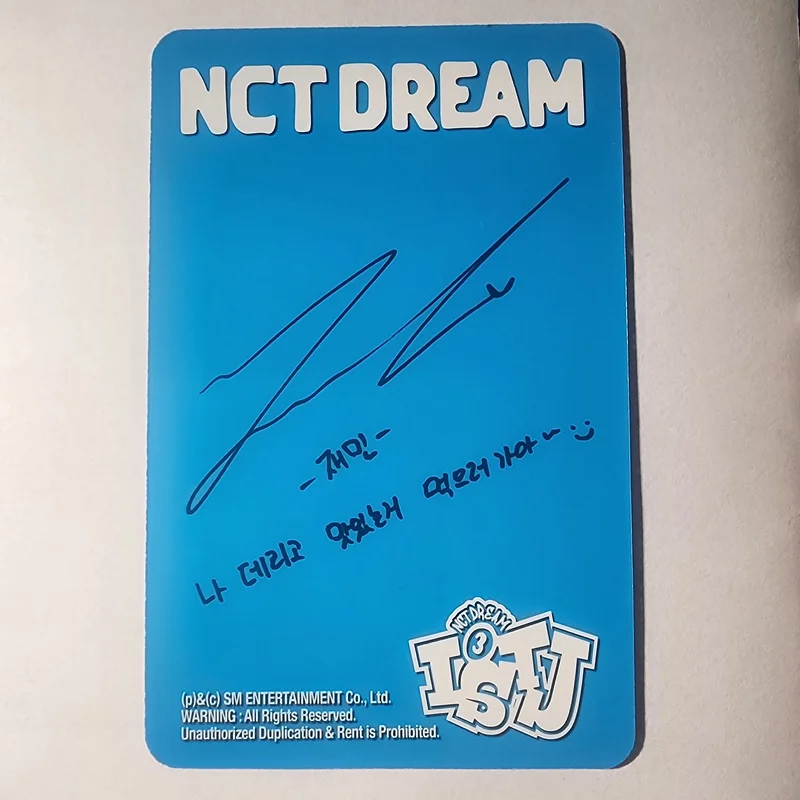 NCT DREAM
-재민-
나 데리고 맛있는거 먹으러 가야~ :)
NCT DREAM
3
ISTJ
(p)&(c) SM ENTERTAINMENT Co., Ltd.
WARNING : All Rights Reserved.
Unauthorized Duplication & Rent is Prohibited.